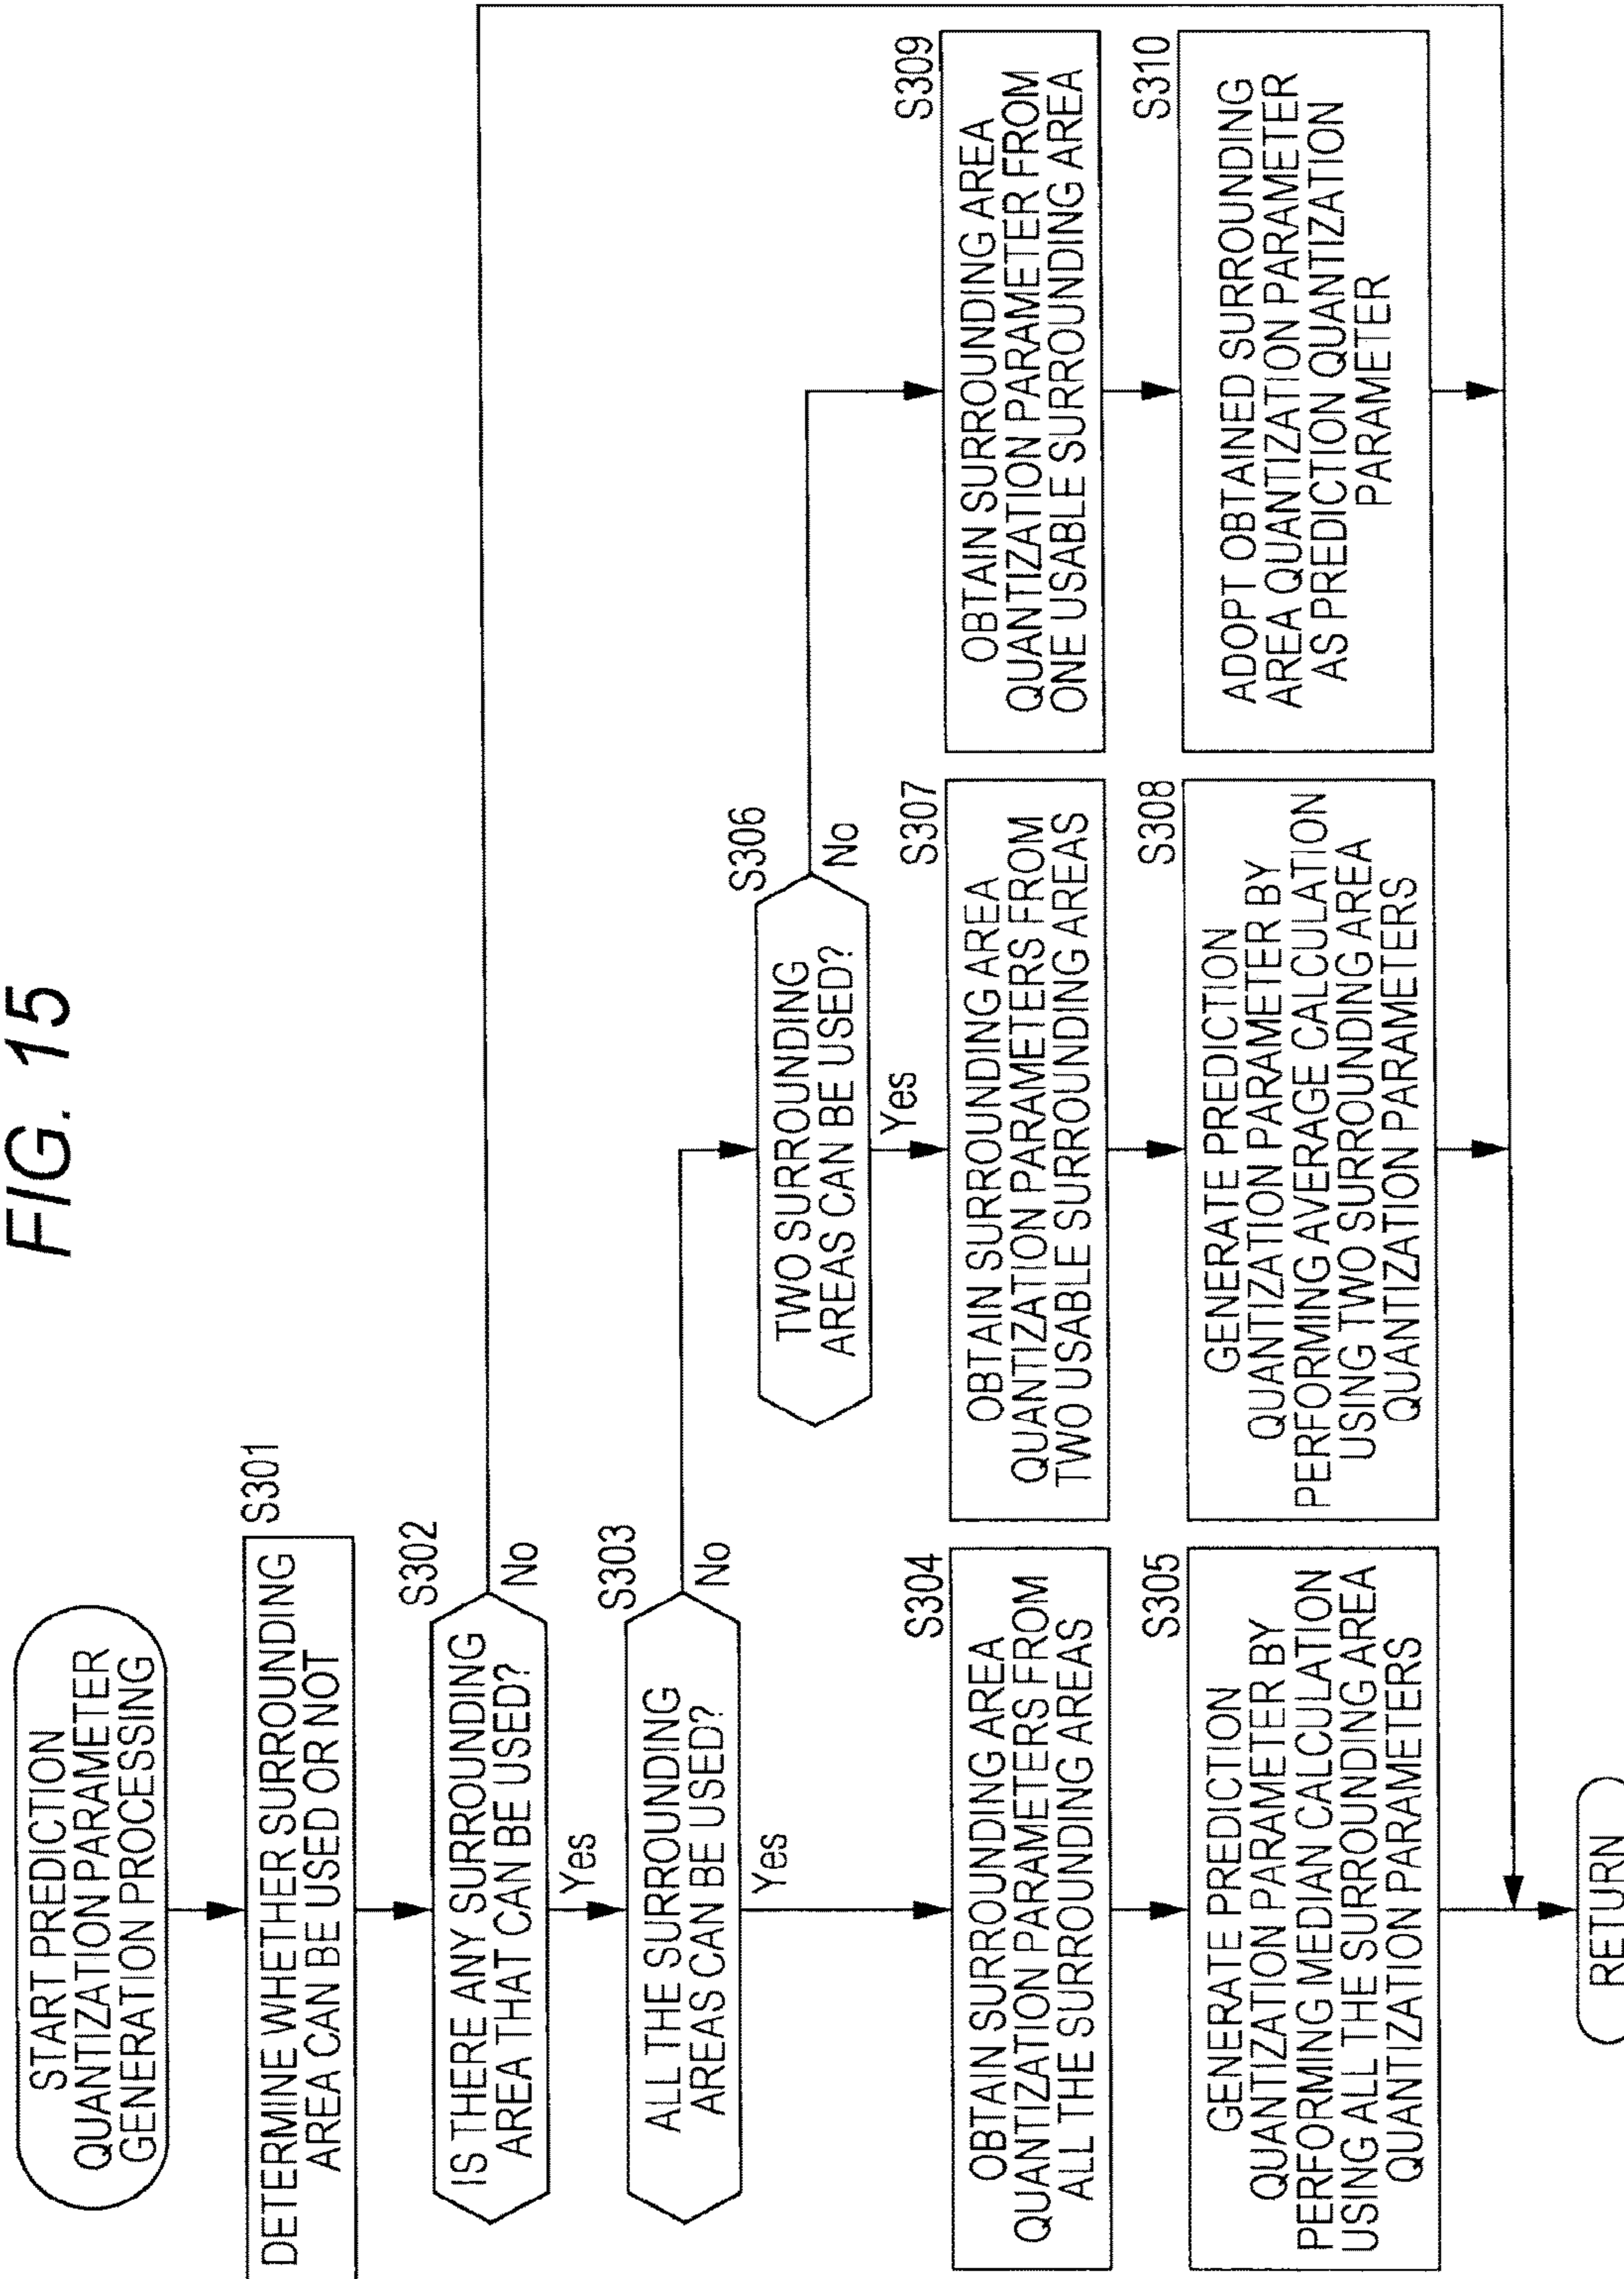 FIG. 15
START PREDICTION
QUANTIZATION PARAMETER
GENERATION PROCESSING
S301
DETERMINE WHETHER SURROUNDING
AREA CAN BE USED OR NOT
S302
IS THERE ANY SURROUNDING
AREA THAT CAN BE USED?
No
Yes
S303
ALL THE SURROUNDING
AREAS CAN BE USED?
No
Yes
S304
OBTAIN SURROUNDING AREA
QUANTIZATION PARAMETERS FROM
ALL THE SURROUNDING AREAS
S305
GENERATE PREDICTION
QUANTIZATION PARAMETER BY
PERFORMING MEDIAN CALCULATION
USING ALL THE SURROUNDING AREA
QUANTIZATION PARAMETERS
S306
TWO SURROUNDING
AREAS CAN BE USED?
No
Yes
S307
OBTAIN SURROUNDING AREA
QUANTIZATION PARAMETERS FROM
TWO USABLE SURROUNDING AREAS
S308
GENERATE PREDICTION
QUANTIZATION PARAMETER BY
PERFORMING AVERAGE CALCULATION
USING TWO SURROUNDING AREA
QUANTIZATION PARAMETERS
S309
OBTAIN SURROUNDING AREA
QUANTIZATION PARAMETER FROM
ONE USABLE SURROUNDING AREA
S310
ADOPT OBTAINED SURROUNDING
AREA QUANTIZATION PARAMETER
AS PREDICTION QUANTIZATION
PARAMETER
RETURN